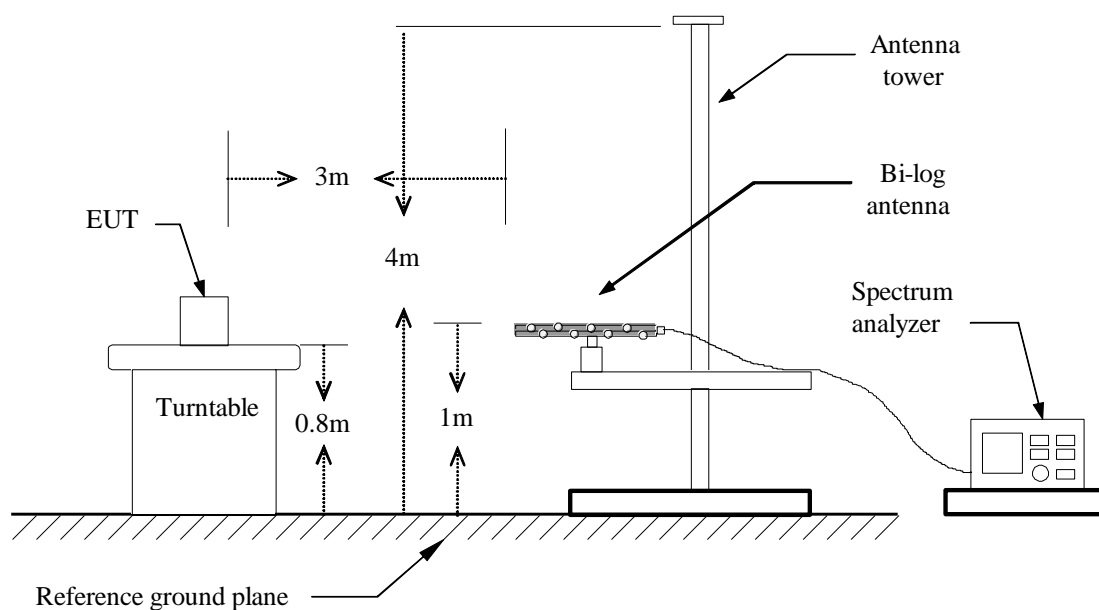 Antenna
tower
3m
Bi-log
antenna
EUT
4m
Spectrum
analyzer
Turntable
0.8m
1m
Reference ground plane